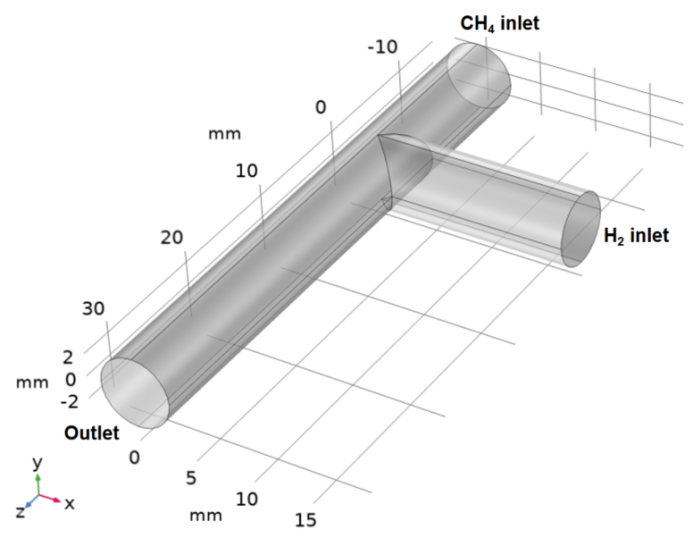 CH₄ inlet
-10
0
mm
10
H₂ inlet
20
30
2
mm 0
-2
Outlet
0
5
10
mm
15
y
z x